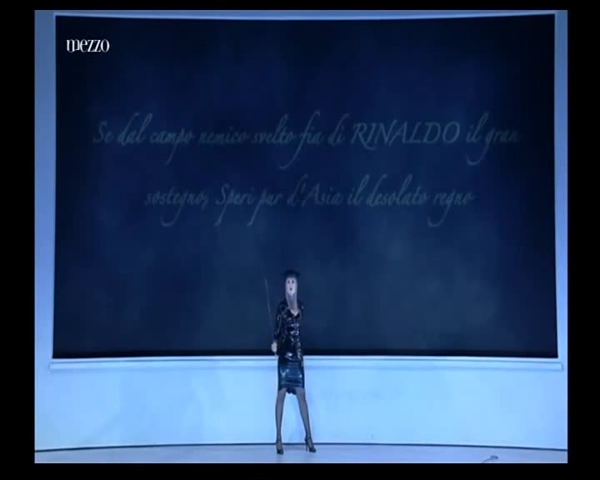 mezzo
Se dal campo nemico svelto fia di RINALDO il gran
sostegno, Speri pur d'Asia il desolato regno